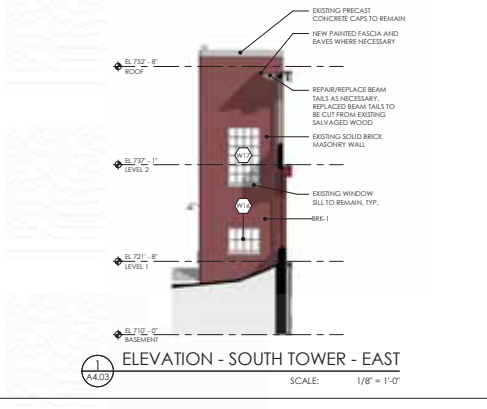 EXISTING PRECAST
CONCRETE CAPS TO REMAIN
NEW PAINTED FASCIA AND
EAVES WHERE NECESSARY
EL 752' - 8"
ROOF
REPAIR/REPLACE BEAM
TAILS AS NECESSARY.
REPLACED BEAM TAILS TO
BE CUT FROM EXISTING
SALVAGED WOOD
EXISTING SOLID BRICK
MASONRY WALL
W17
EL 737' - 1"
LEVEL 2
EXISTING WINDOW
SILL TO REMAIN, TYP.
W16
BRK-1
EL 721' - 8"
LEVEL 1
EL 710' - 0"
BASEMENT
1
A4.03
ELEVATION - SOUTH TOWER - EAST
SCALE: 1/8" = 1'-0"